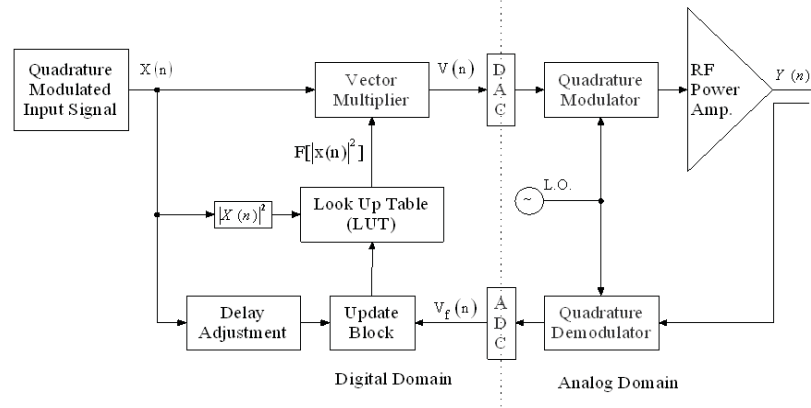 Quadrature
Modulated
Input Signal
X(n)
Vector
Multiplier
V(n)
D
A
C
Quadrature
Modulator
RF
Power
Amp.
Y(n)
F[|x(n)|²]
|X(n)|²
Look Up Table
(LUT)
~
L.O.
Delay
Adjustment
Update
Block
V_f(n)
A
D
C
Quadrature
Demodulator
Digital Domain
Analog Domain